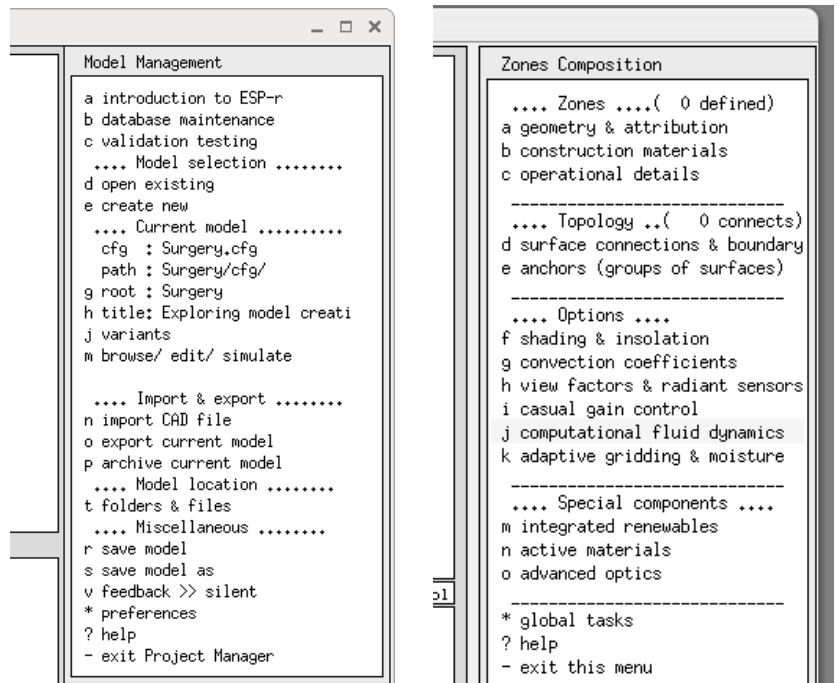 Model Management
a introduction to ESP-r
b database maintenance
c validation testing
.... Model selection ........
d open existing
e create new
.... Current model ..........
cfg : Surgery.cfg
path : Surgery/cfg/
g root : Surgery
h title: Exploring model creati
j variants
m browse/ edit/ simulate
.... Import & export ........
n import CAD file
o export current model
p archive current model
.... Model location ........
t folders & files
.... Miscellaneous ........
r save model
s save model as
v feedback >> silent
* preferences
? help
- exit Project Manager
Zones Composition
.... Zones ....( 0 defined)
a geometry & attribution
b construction materials
c operational details
.... Topology ..( 0 connects)
d surface connections & boundary
e anchors (groups of surfaces)
.... Options ....
f shading & insolation
g convection coefficients
h view factors & radiant sensors
i casual gain control
j computational fluid dynamics
k adaptive gridding & moisture
.... Special components ....
m integrated renewables
n active materials
o advanced optics
ol
* global tasks
? help
- exit this menu